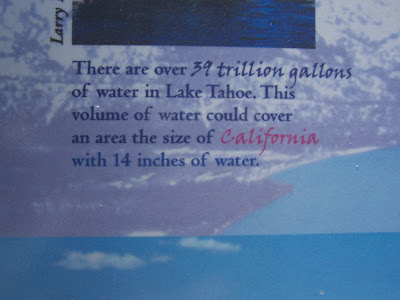 Larry
There are over 39 trillion gallons
of water in Lake Tahoe. This
volume of water could cover
an area the size of California
with 14 inches of water.